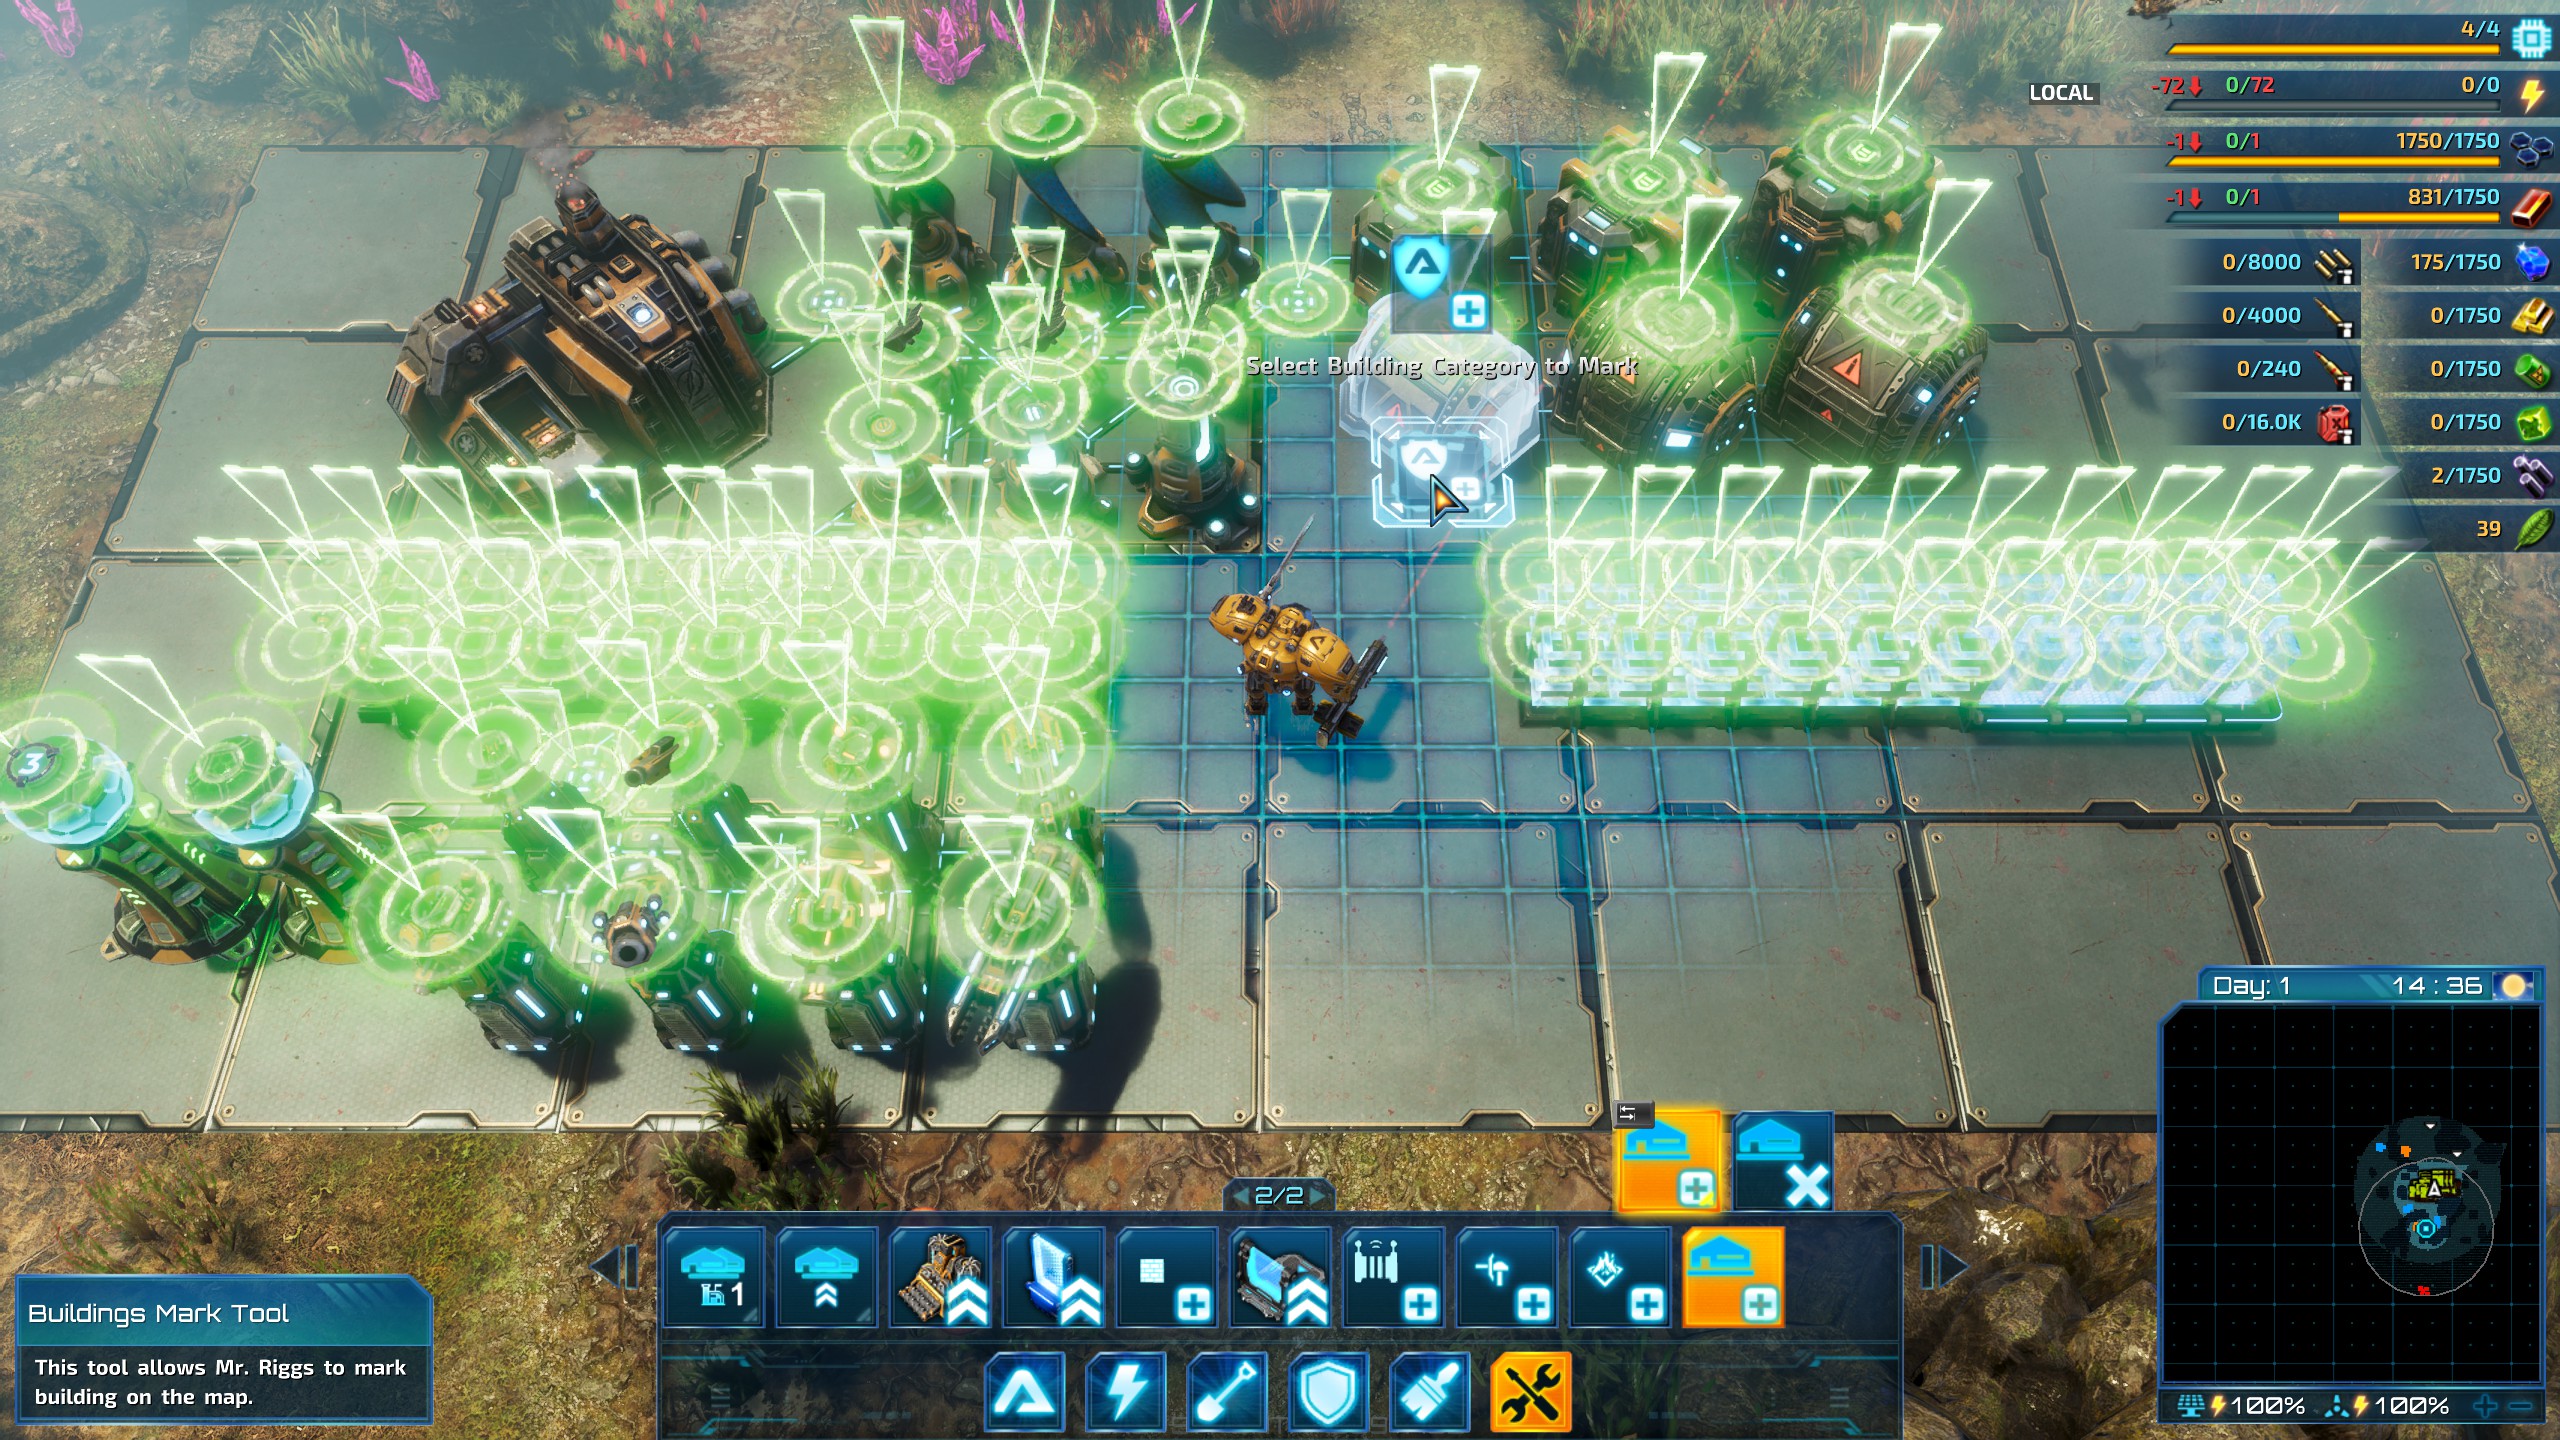 4/4
LOCAL
-72 0/72 0/0
-1 0/1 1750/1750
-1 0/1 831/1750
0/8000 175/1750
0/4000 0/1750
0/240 0/1750
0/16.0K 0/1750
2/1750
39
Select Building Category to Mark
3
Day: 1 14:36
2/2
1
Buildings Mark Tool
This tool allows Mr. Riggs to mark
building on the map.
100% 100%